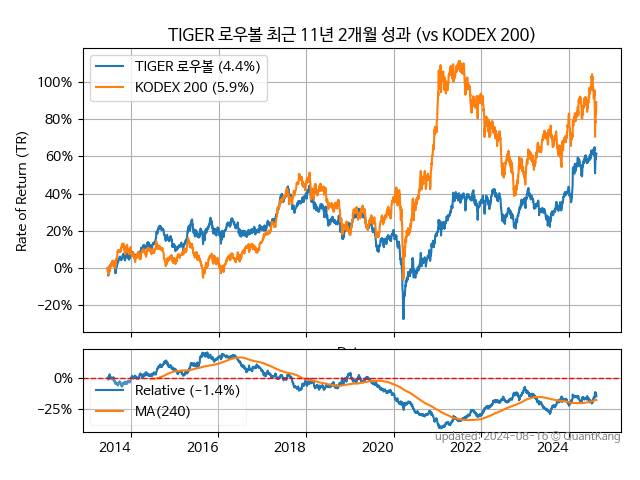 TIGER 로우볼 최근 11년 2개월 성과 (vs KODEX 200)
TIGER 로우볼 (4.4%)
KODEX 200 (5.9%)
Rate of Return (TR)
100%
80%
60%
40%
20%
0%
−20%
0%
−25%
Relative (−1.4%)
MA(240)
2014
2016
2018
2020
2022
2024
updated: 2024-08-16 © QuantKang